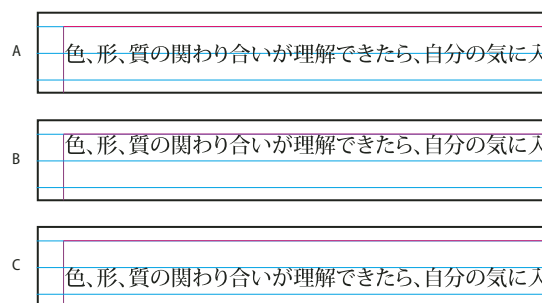 A
色、形、質の関わり合いが理解できたら、自分の気に入
B
色、形、質の関わり合いが理解できたら、自分の気に入
C
色、形、質の関わり合いが理解できたら、自分の気に入